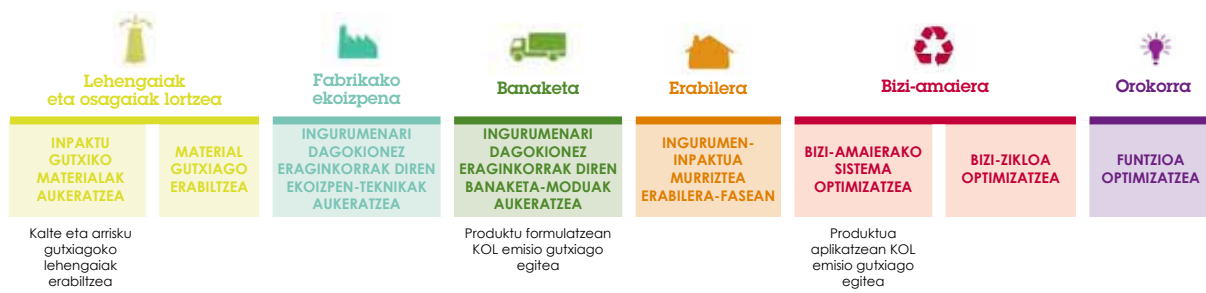 Lehengaiak
eta osagaiak lortzea
Fabrikako
ekoizpena
Banaketa
Erabilera
Bizi-amaiera
Orokorra
INPAKTU
GUTXIKO
MATERIALAK
AUKERATZEA
MATERIAL
GUTXIAGO
ERABILTZEA
INGURUMENARI
DAGOKIONEZ
ERAGINKORRAK DIREN
EKOIZPEN-TEKNIKAK
AUKERATZEA
INGURUMENARI
DAGOKIONEZ
ERAGINKORRAK DIREN
BANAKETA-MODUAK
AUKERATZEA
INGURUMEN-
INPAKTUA
MURRIZTEA
ERABILERA-FASEAN
BIZI-AMAIERAKO
SISTEMA
OPTIMIZATZEA
BIZI-ZIKLOA
OPTIMIZATZEA
FUNTZIOA
OPTIMIZATZEA
Kalte eta arrisku
gutxiagoko
lehengaiak
erabiltzea
Produktu formulatzean
KOL emisio gutxiago
egitea
Produktua
aplikatzean KOL
emisio gutxiago
egitea